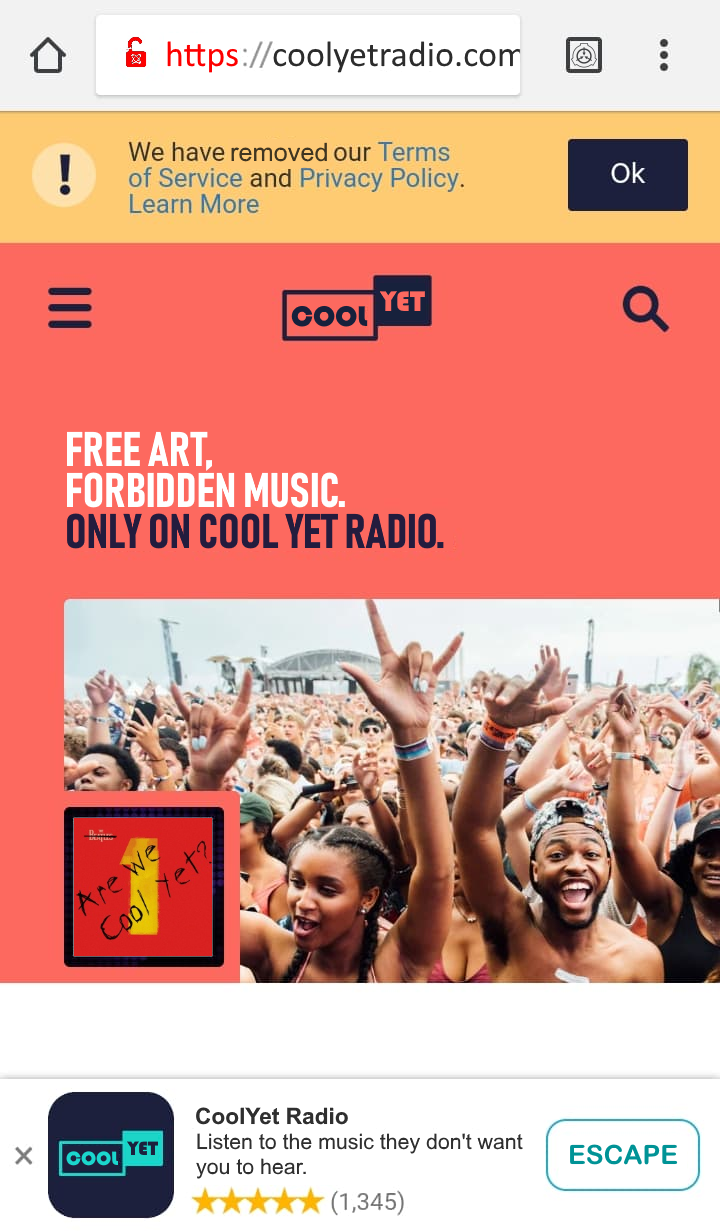 https://coolyetradio.com
We have removed our Terms
of Service and Privacy Policy.
Learn More
Ok
COOL YET
FREE ART,
FORBIDDEN MUSIC.
ONLY ON COOL YET RADIO.
1
Are We
Cool Yet?
COOL YET
CoolYet Radio
Listen to the music they don't want
you to hear.
(1,345)
ESCAPE